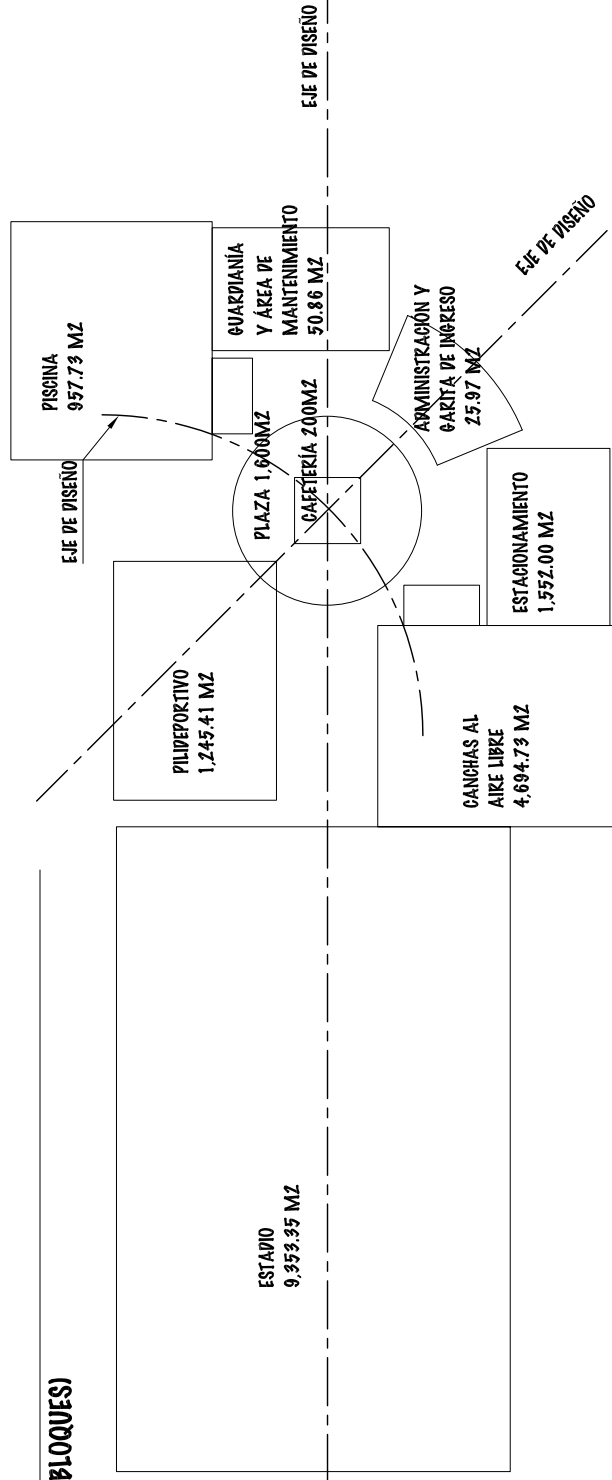 BLOQUES)
ESTADIO
9,353.35 M2
PILIDEPORTIVO
1,245.41 M2
CANCHAS AL
AIRE LIBRE
4,694.73 M2
ESTACIONAMIENTO
1,552.00 M2
PLAZA 1,600M2
CAFETERÍA 200M2
EJE DE DISEÑO
PISCINA
957.73 M2
GUARDIANÍA
Y ÁREA DE
MANTENIMIENTO
50.86 M2
ADMINISTRACION Y
GARITA DE INGRESO
25.97 M2
EJE DE DISEÑO
EJE DE DISEÑO